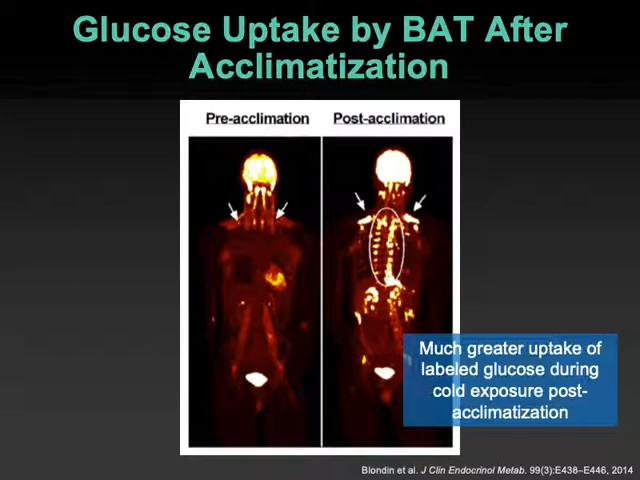 Glucose Uptake by BAT After
Acclimatization
Pre-acclimation
Post-acclimation
Much greater uptake of
labeled glucose during
cold exposure post-
acclimatization
Blondin et al. J Clin Endocrinol Metab. 99(3):E438–E446, 2014